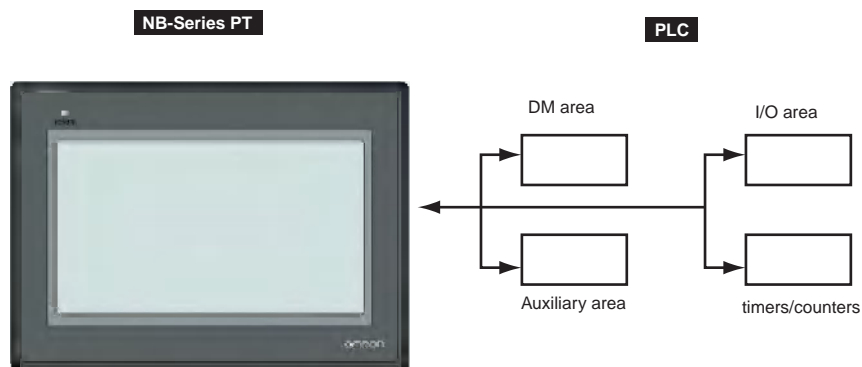 NB-Series PT
PLC
DM area
I/O area
Auxiliary area
timers/counters
omron